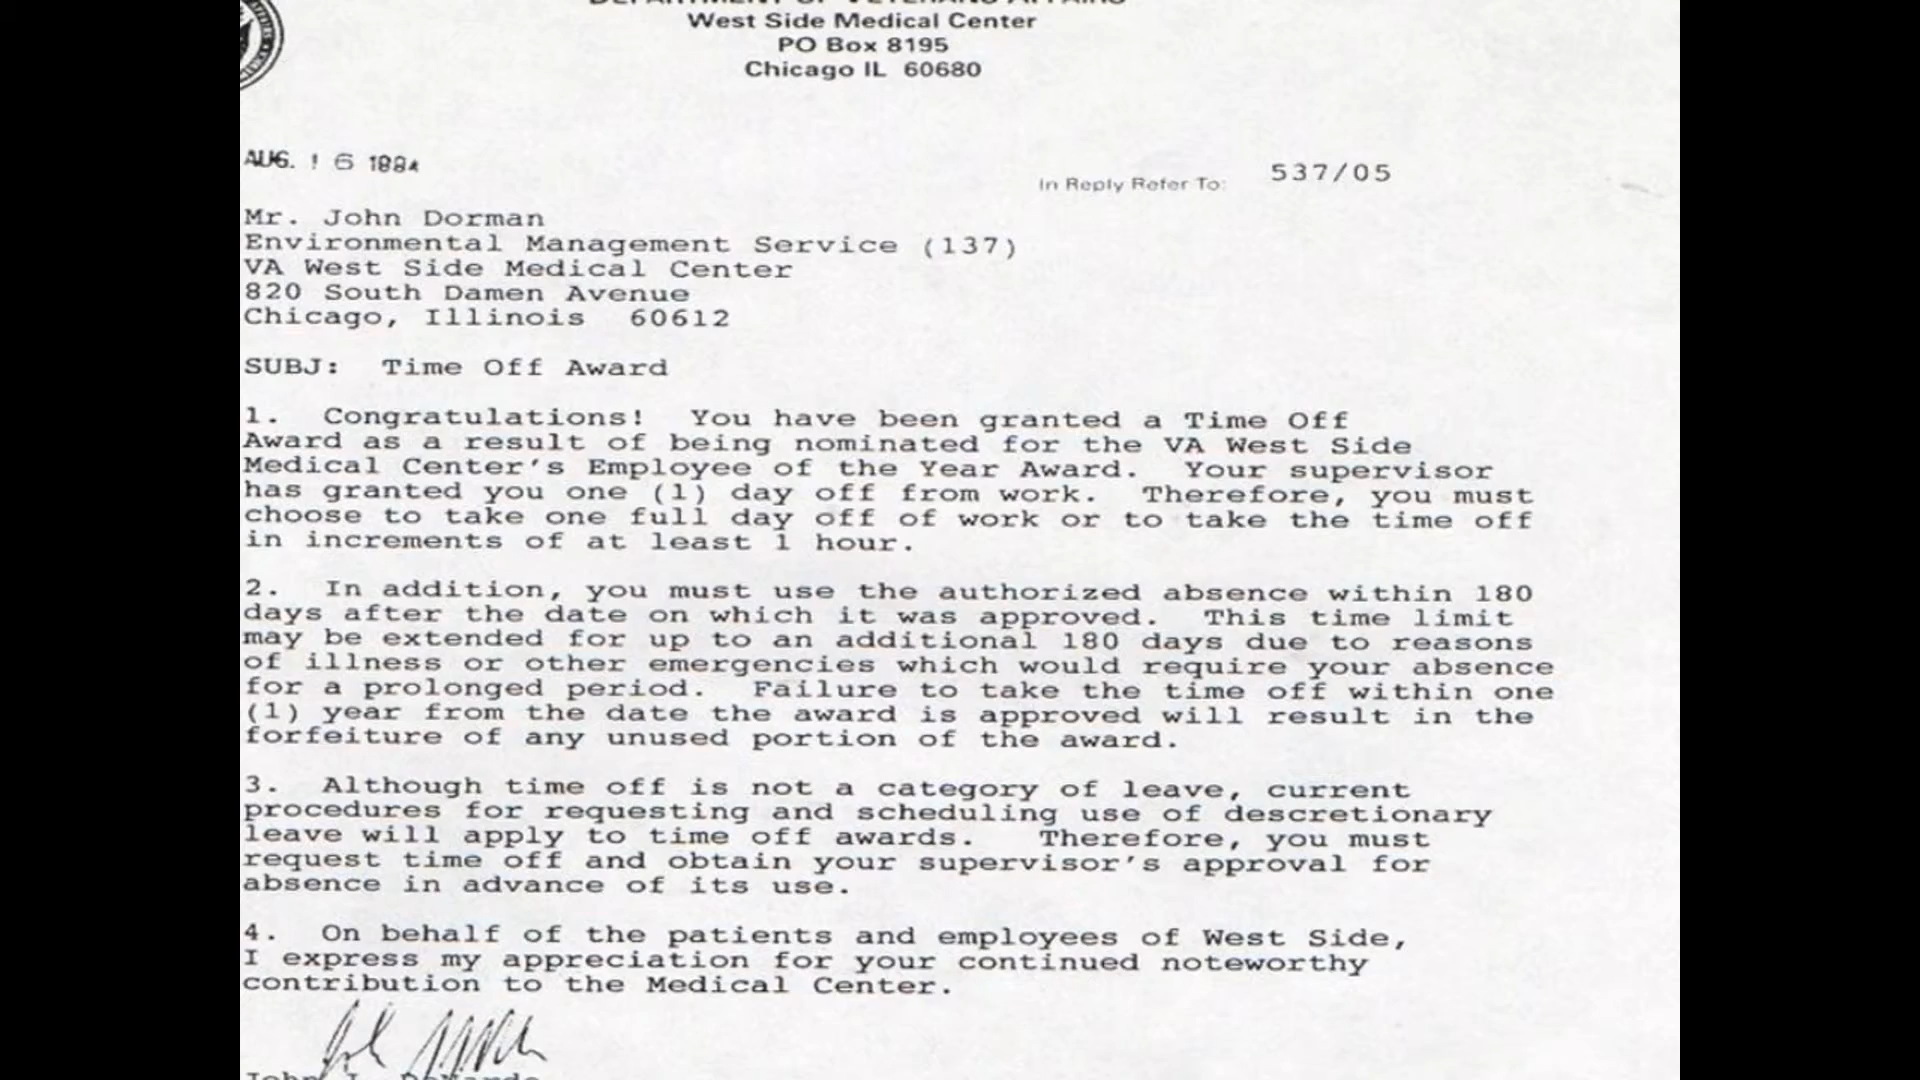 DEPARTMENT OF VETERANS AFFAIRS
West Side Medical Center
PO Box 8195
Chicago IL 60680
AUG. 16
In Reply Refer To: 537/05
Mr. John Dorman
Environmental Management Service (137)
VA West Side Medical Center
820 South Damen Avenue
Chicago, Illinois 60612
SUBJ: Time Off Award
1. Congratulations! You have been granted a Time Off
Award as a result of being nominated for the VA West Side
Medical Center's Employee of the Year Award. Your supervisor
has granted you one (1) day off from work. Therefore, you must
choose to take one full day off of work or to take the time off
in increments of at least 1 hour.
2. In addition, you must use the authorized absence within 180
days after the date on which it was approved. This time limit
may be extended for up to an additional 180 days due to reasons
of illness or other emergencies which would require your absence
for a prolonged period. Failure to take the time off within one
(1) year from the date the award is approved will result in the
forfeiture of any unused portion of the award.
3. Although time off is not a category of leave, current
procedures for requesting and scheduling use of descretionary
leave will apply to time off awards. Therefore, you must
request time off and obtain your supervisor's approval for
absence in advance of its use.
4. On behalf of the patients and employees of West Side,
I express my appreciation for your continued noteworthy
contribution to the Medical Center.
John J.